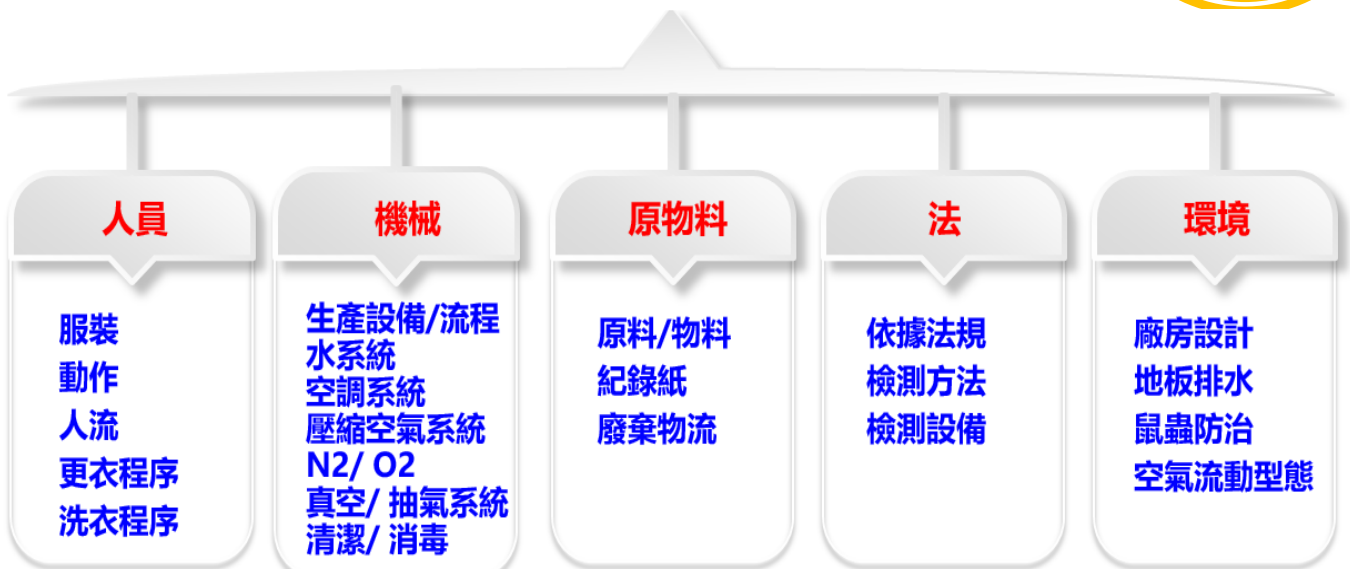 人員
服裝
動作
人流
更衣程序
洗衣程序
機械
生產設備/流程
水系統
空調系統
壓縮空氣系統
N2/ O2
真空/ 抽氣系統
清潔/ 消毒
原物料
原料/物料
紀錄紙
廢棄物流
法
依據法規
檢測方法
檢測設備
環境
廠房設計
地板排水
鼠蟲防治
空氣流動型態